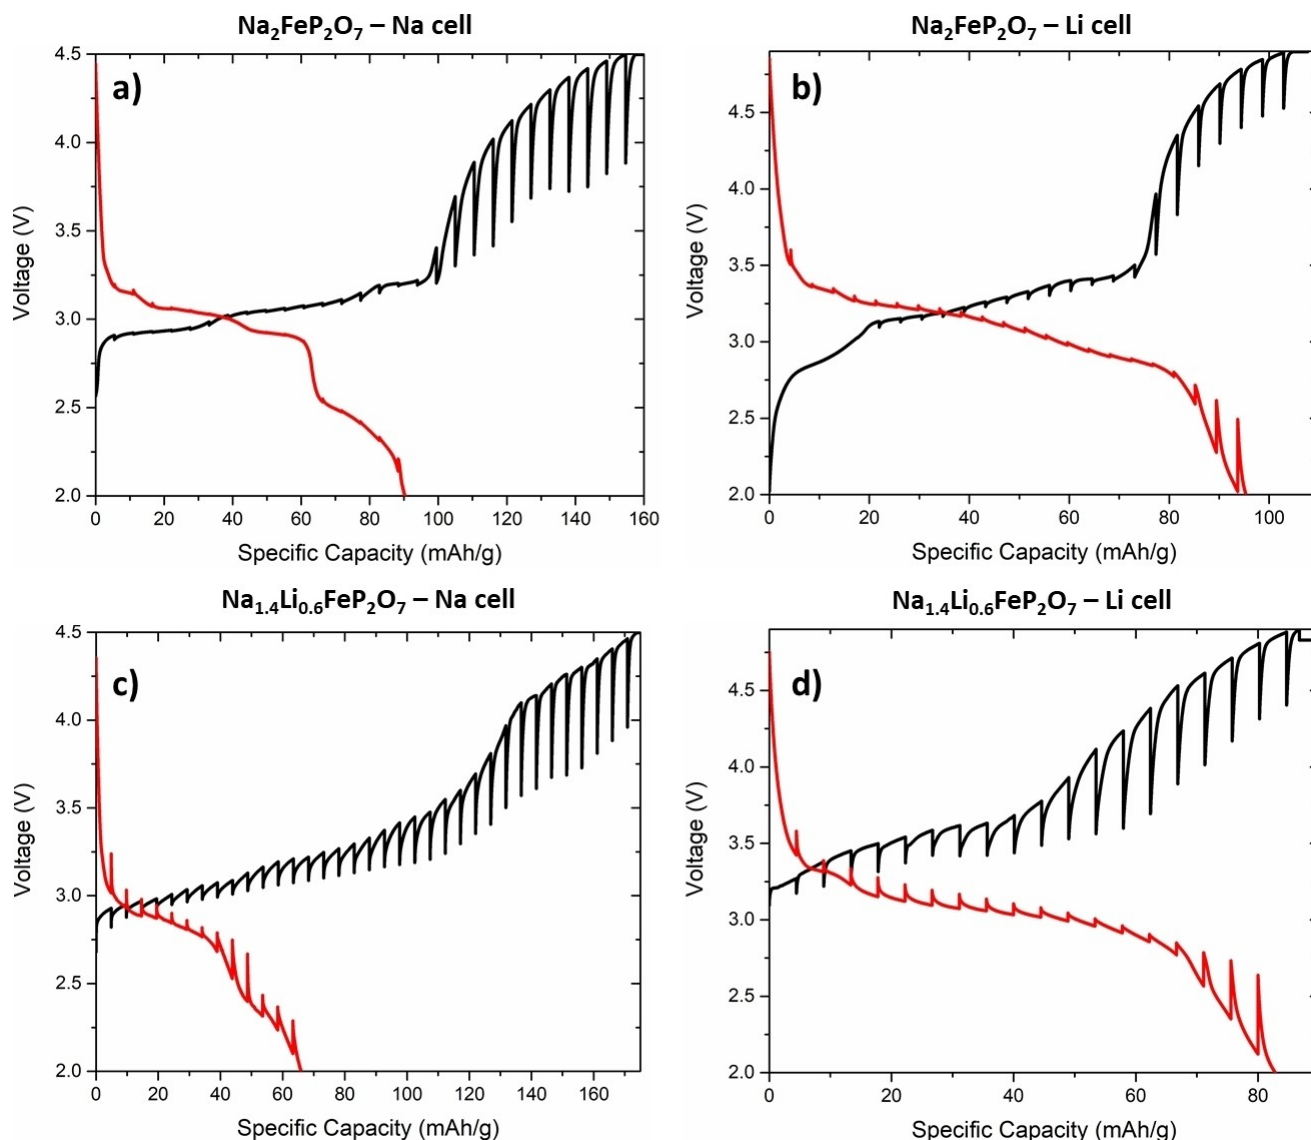 Na₂FeP₂O₇ – Na cell
a)
4.5
4.0
3.5
3.0
2.5
2.0
Voltage (V)
0 20 40 60 80 100 120 140 160
Specific Capacity (mAh/g)
Na₂FeP₂O₇ – Li cell
b)
4.5
4.0
3.5
3.0
2.5
2.0
Voltage (V)
0 20 40 60 80 100
Specific Capacity (mAh/g)
Na₁.₄Li₀.₆FeP₂O₇ – Na cell
c)
4.5
4.0
3.5
3.0
2.5
2.0
Voltage (V)
0 20 40 60 80 100 120 140 160
Specific Capacity (mAh/g)
Na₁.₄Li₀.₆FeP₂O₇ – Li cell
d)
4.5
4.0
3.5
3.0
2.5
2.0
Voltage (V)
0 20 40 60 80
Specific Capacity (mAh/g)